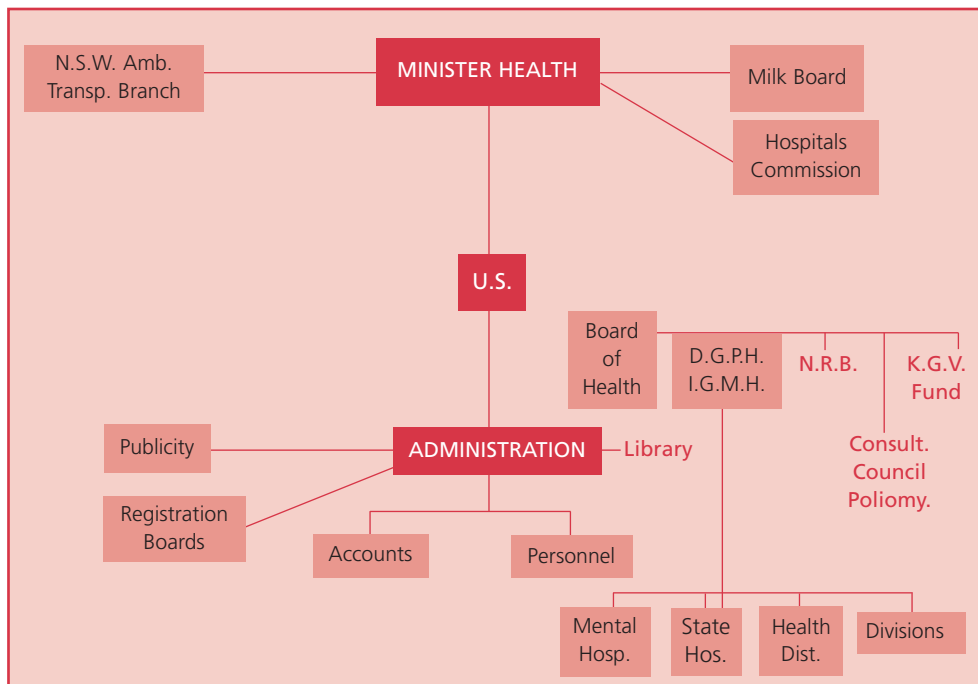 N.S.W. Amb.
Transp. Branch
MINISTER HEALTH
Milk Board
Hospitals
Commission
U.S.
Board
of
Health
D.G.P.H.
I.G.M.H.
N.R.B.
K.G.V.
Fund
Consult.
Council
Poliomy.
Publicity
ADMINISTRATION
Library
Registration
Boards
Accounts
Personnel
Mental
Hosp.
State
Hos.
Health
Dist.
Divisions